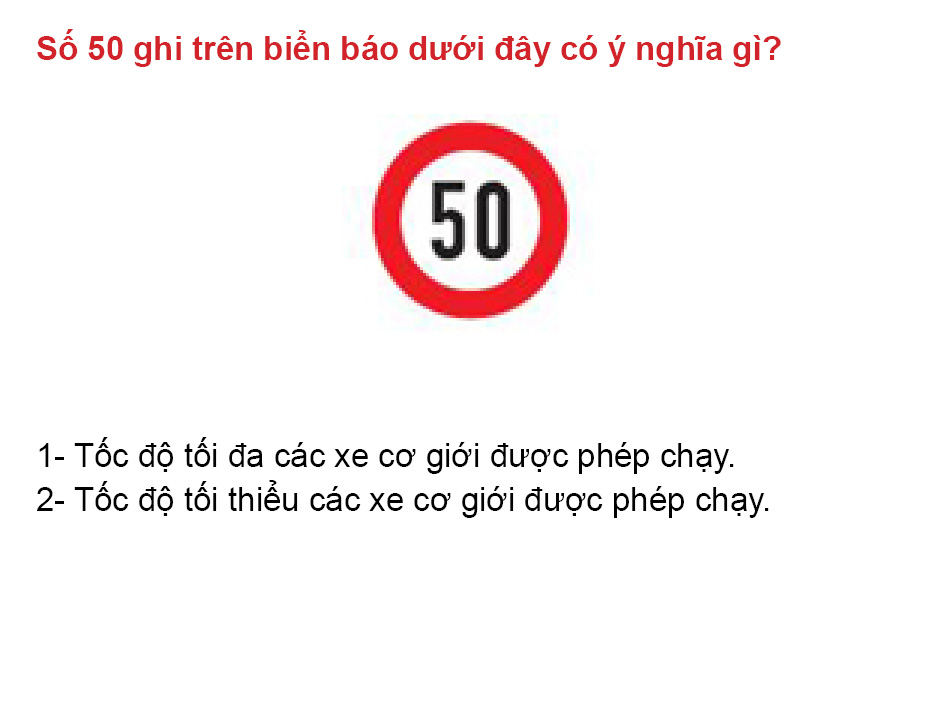 Số 50 ghi trên biển báo dưới đây có ý nghĩa gì?
50
1- Tốc độ tối đa các xe cơ giới được phép chạy.
2- Tốc độ tối thiểu các xe cơ giới được phép chạy.